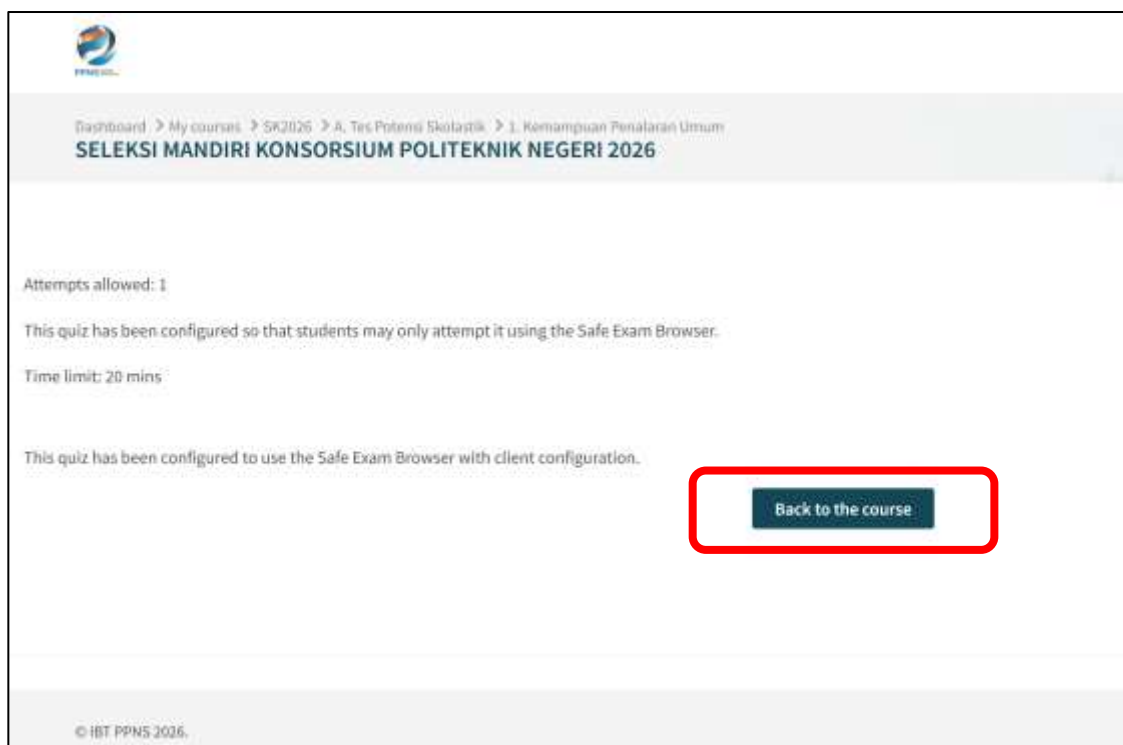 PPNS
Dashboard > My courses > SK2026 > A. Tes Potensi Skolastik > 1. Kemampuan Penalaran Umum
SELEKSI MANDIRI KONSORSIUM POLITEKNIK NEGERI 2026
Attempts allowed: 1
This quiz has been configured so that students may only attempt it using the Safe Exam Browser.
Time limit: 20 mins
This quiz has been configured to use the Safe Exam Browser with client configuration.
Back to the course
© IBT PPNS 2026.